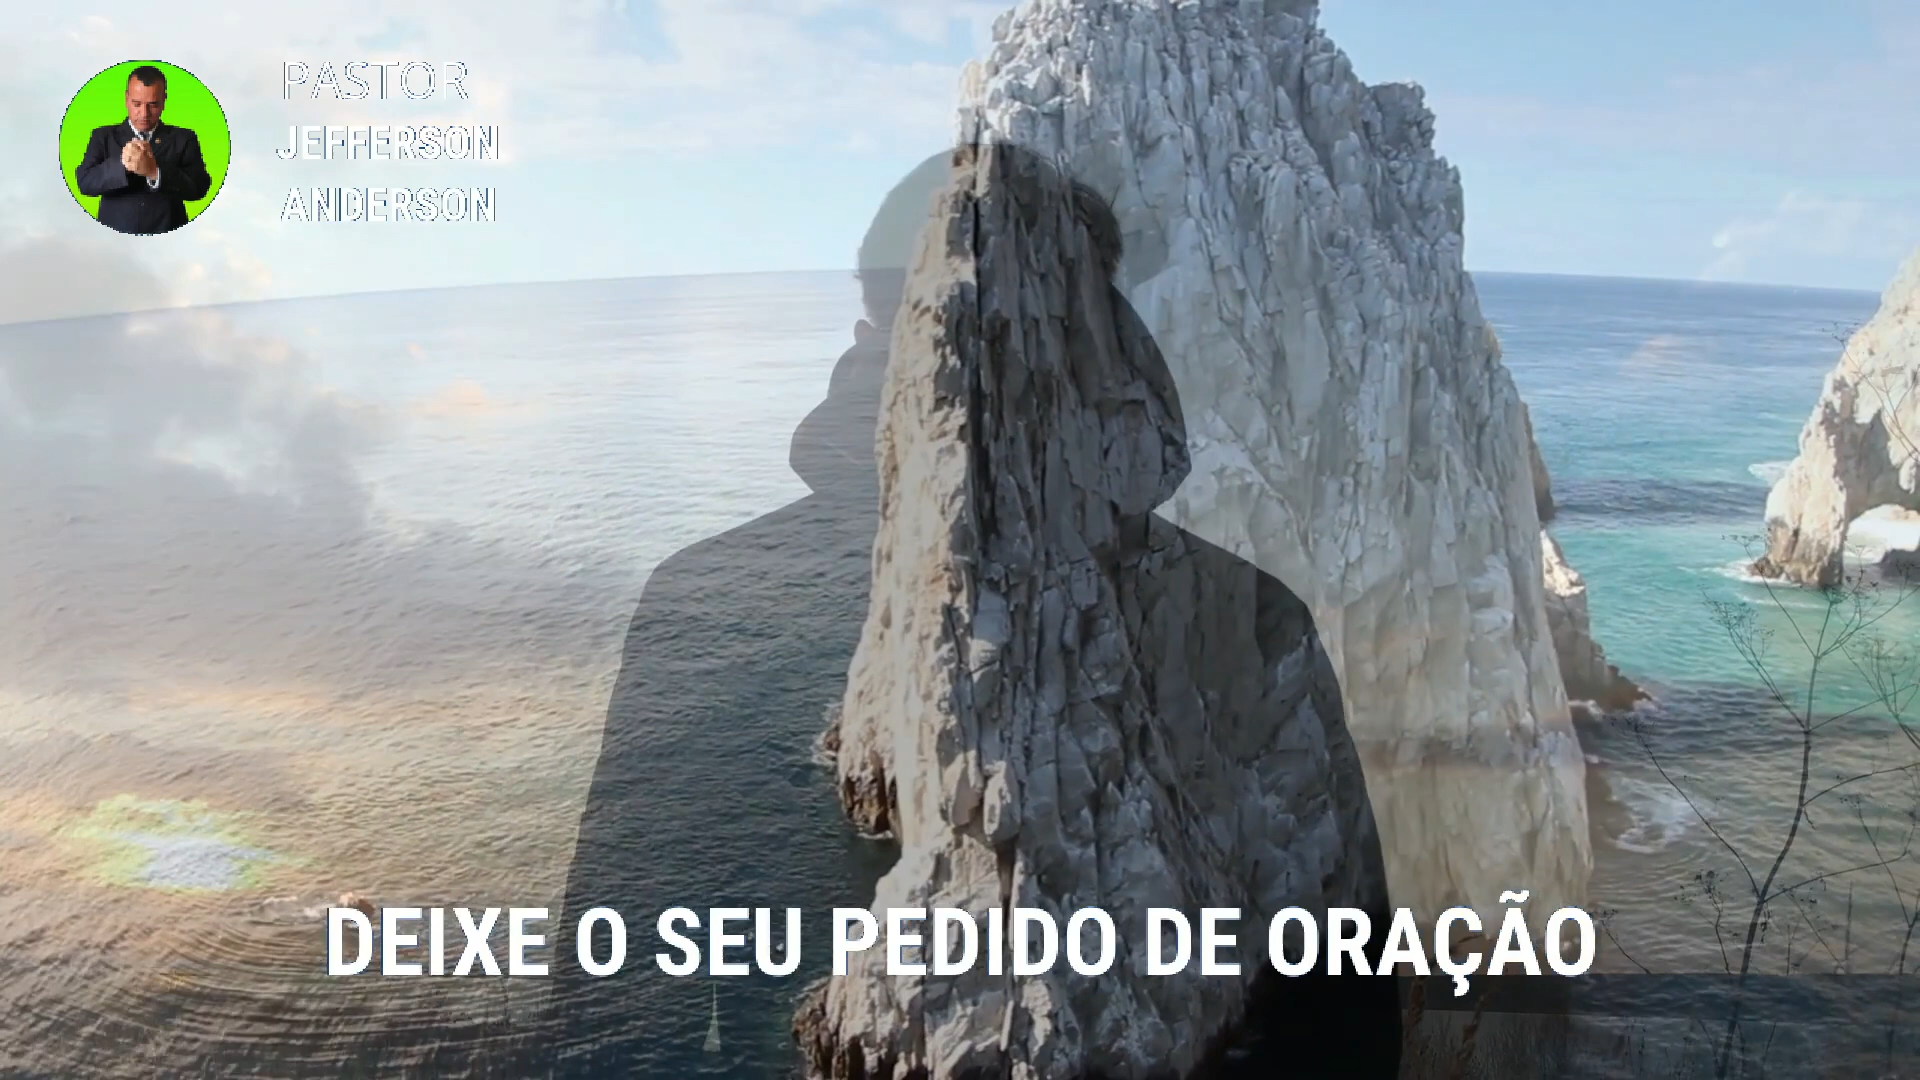 PASTOR
JEFFERSON
ANDERSON
DEIXE O SEU PEDIDO DE ORAÇÃO